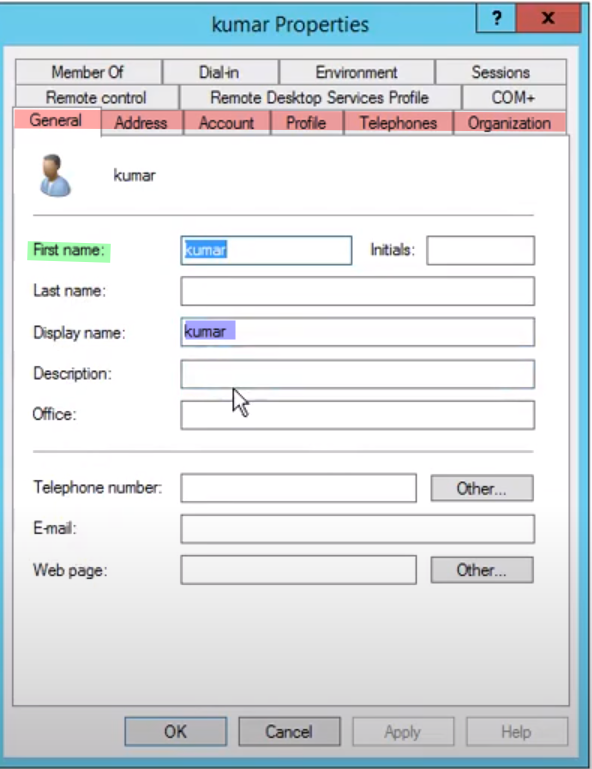 kumar Properties
? x
Member Of Dial-in Environment Sessions
Remote control Remote Desktop Services Profile COM+
General Address Account Profile Telephones Organization
kumar
First name: kumar Initials:
Last name:
Display name: kumar
Description:
Office:
Telephone number: Other...
E-mail:
Web page: Other...
OK Cancel Apply Help